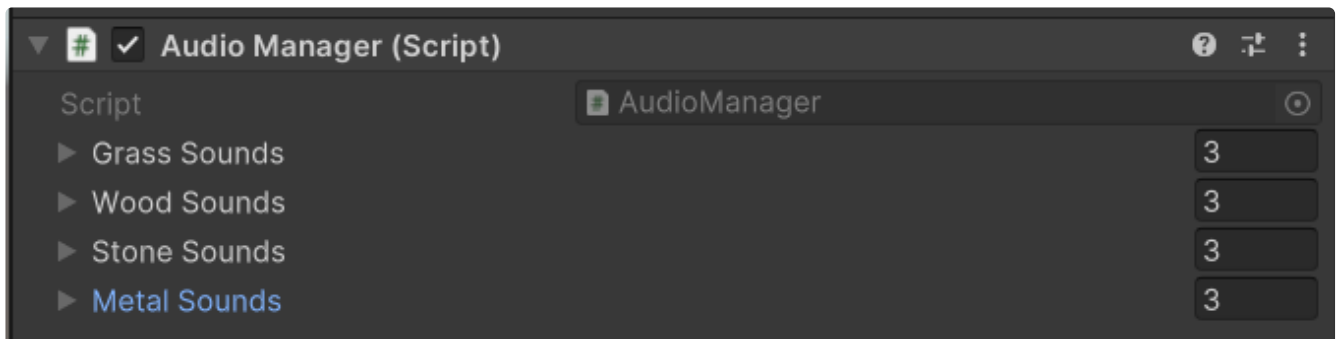 Audio Manager (Script)
Script AudioManager
Grass Sounds 3
Wood Sounds 3
Stone Sounds 3
Metal Sounds 3